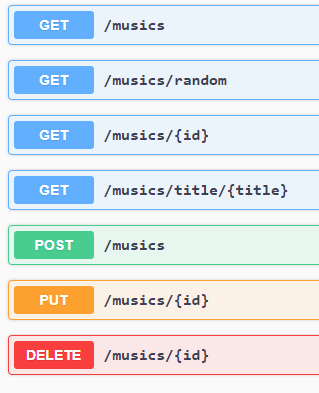 GET /musics
GET /musics/random
GET /musics/{id}
GET /musics/title/{title}
POST /musics
PUT /musics/{id}
DELETE /musics/{id}